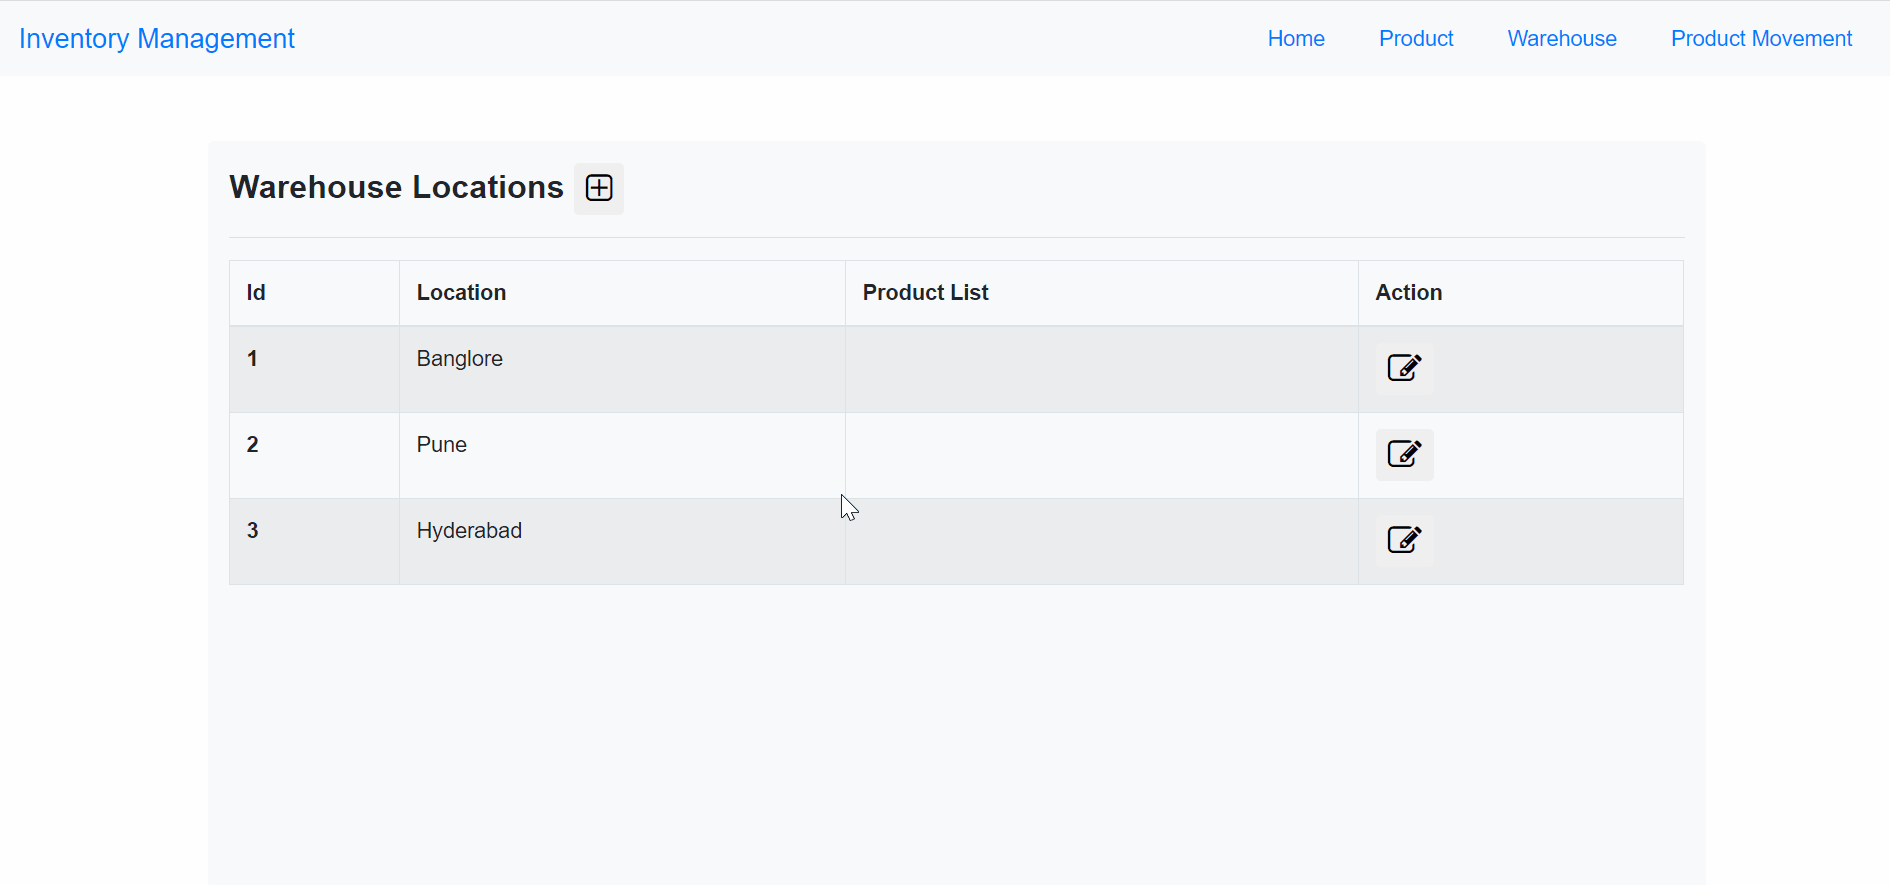 Inventory Management Home Product Warehouse Product Movement
Warehouse Locations
Id Location Product List Action
1 Banglore
2 Pune
3 Hyderabad